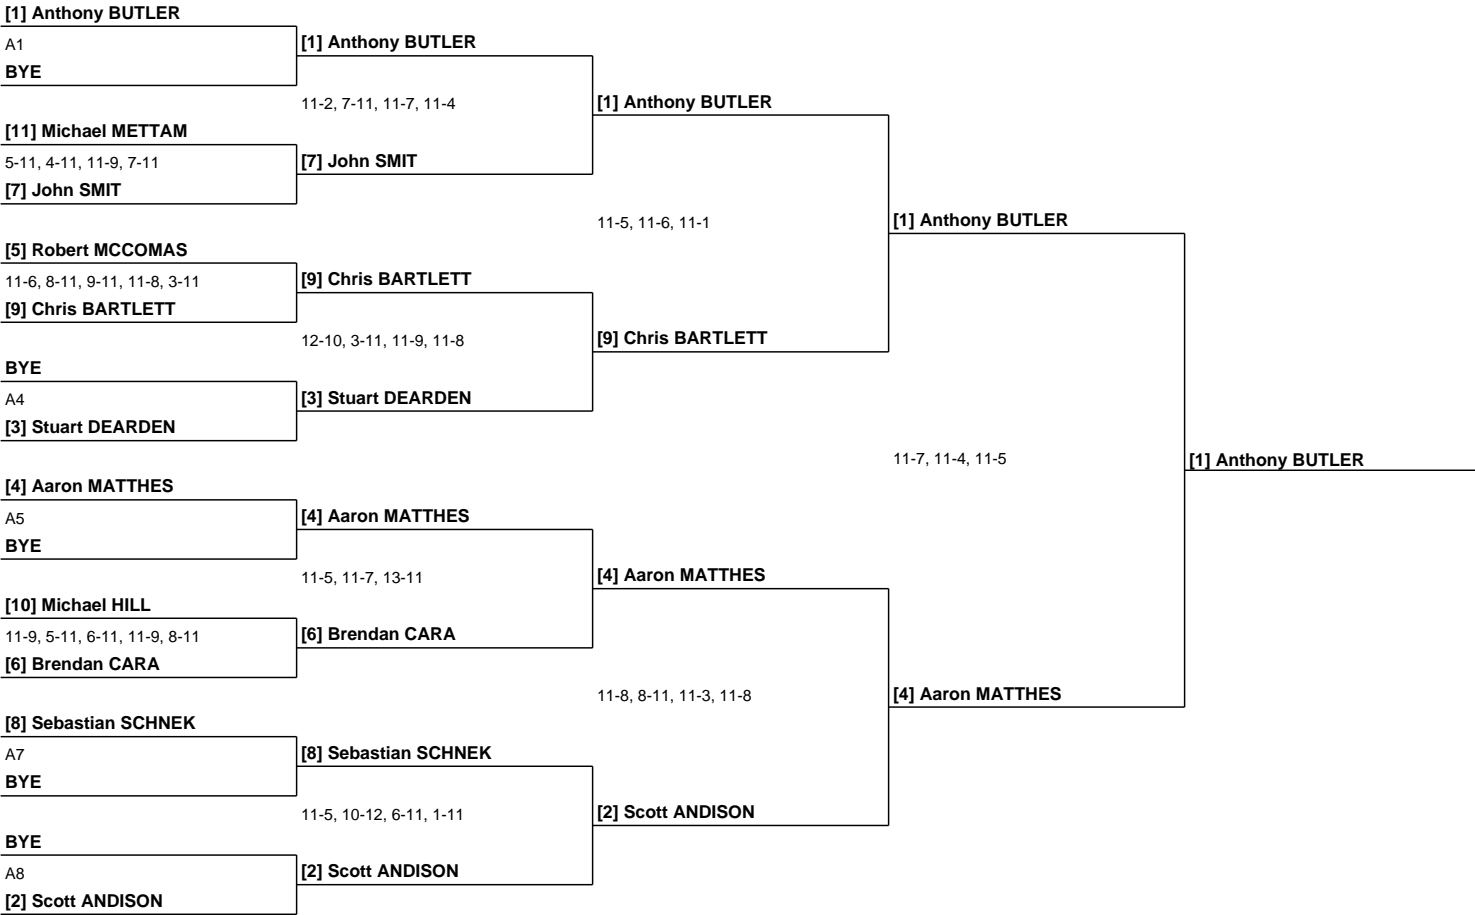 [1] Anthony BUTLER
A1
BYE
[11] Michael METTAM
5-11, 4-11, 11-9, 7-11
[7] John SMIT
[5] Robert MCCOMAS
11-6, 8-11, 9-11, 11-8, 3-11
[9] Chris BARTLETT
BYE
A4
[3] Stuart DEARDEN
[4] Aaron MATTHES
A5
BYE
[10] Michael HILL
11-9, 5-11, 6-11, 11-9, 8-11
[6] Brendan CARA
[8] Sebastian SCHNEK
A7
BYE
BYE
A8
[2] Scott ANDISON
[1] Anthony BUTLER
11-2, 7-11, 11-7, 11-4
[7] John SMIT
[9] Chris BARTLETT
12-10, 3-11, 11-9, 11-8
[3] Stuart DEARDEN
[4] Aaron MATTHES
11-5, 11-7, 13-11
[6] Brendan CARA
[8] Sebastian SCHNEK
11-5, 10-12, 6-11, 1-11
[2] Scott ANDISON
[1] Anthony BUTLER
11-5, 11-6, 11-1
[9] Chris BARTLETT
[4] Aaron MATTHES
11-8, 8-11, 11-3, 11-8
[2] Scott ANDISON
[1] Anthony BUTLER
11-7, 11-4, 11-5
[4] Aaron MATTHES
[1] Anthony BUTLER